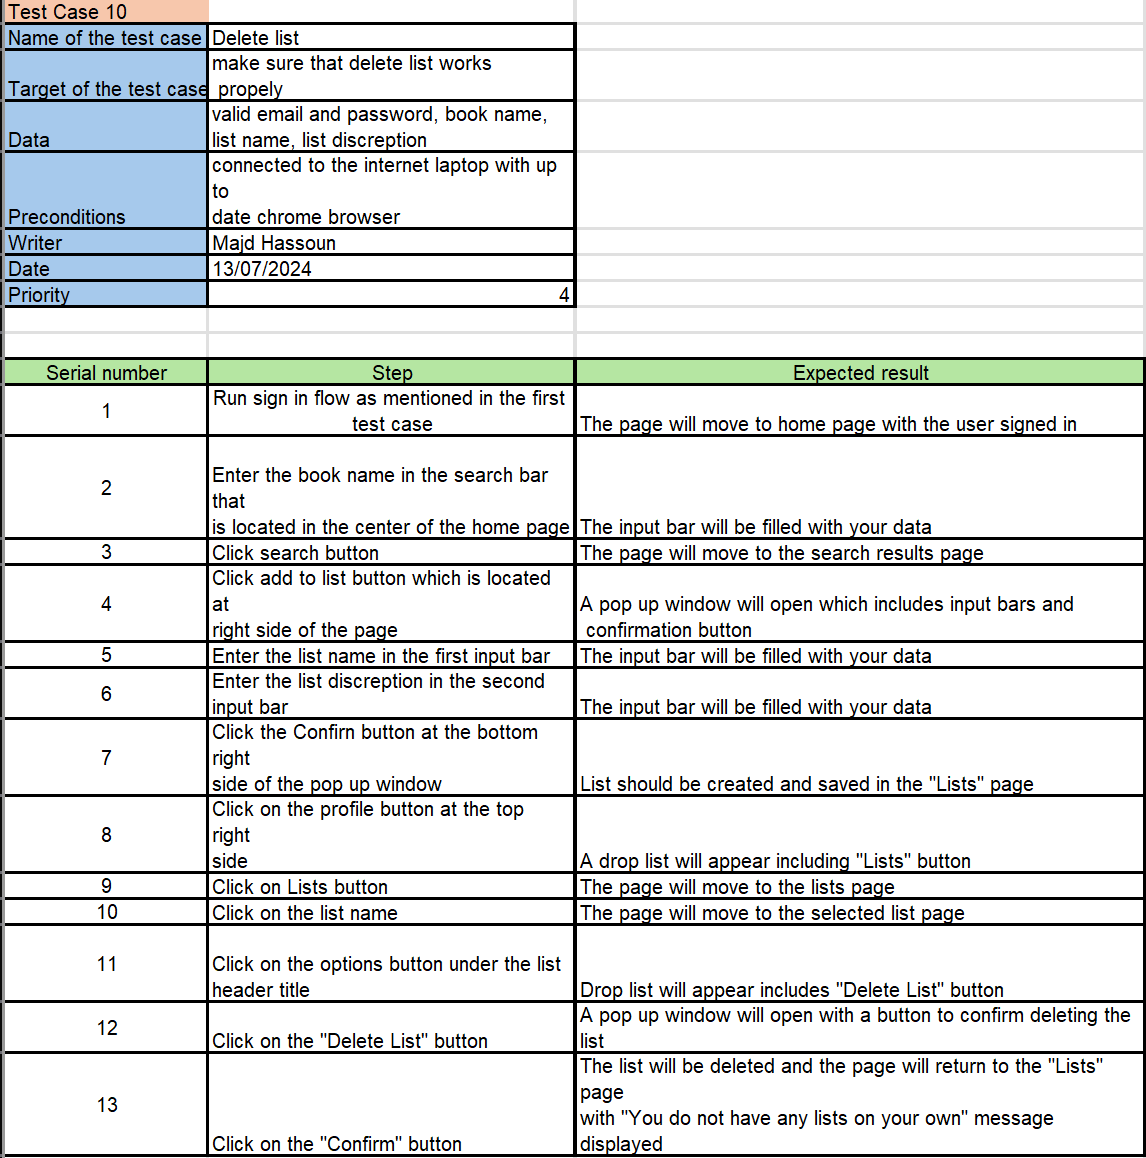 Test Case 10
Name of the test case Delete list
make sure that delete list works
Target of the test case propely
valid email and password, book name,
Data list name, list discreption
connected to the internet laptop with up
to
Preconditions date chrome browser
Writer Majd Hassoun
Date 13/07/2024
Priority 4
Serial number Step Expected result
1 Run sign in flow as mentioned in the first
test case The page will move to home page with the user signed in
2 Enter the book name in the search bar
that
is located in the center of the home page The input bar will be filled with your data
3 Click search button The page will move to the search results page
4 Click add to list button which is located
at
right side of the page
A pop up window will open which includes input bars and
confirmation button
5 Enter the list name in the first input bar The input bar will be filled with your data
6 Enter the list discreption in the second
input bar The input bar will be filled with your data
7 Click the Confirn button at the bottom
right
side of the pop up window List should be created and saved in the "Lists" page
8 Click on the profile button at the top
right
side A drop list will appear including "Lists" button
9 Click on Lists button The page will move to the lists page
10 Click on the list name The page will move to the selected list page
11 Click on the options button under the list
header title Drop list will appear includes "Delete List" button
12 Click on the "Delete List" button
A pop up window will open with a button to confirm deleting the
list
13 Click on the "Confirm" button
The list will be deleted and the page will return to the "Lists"
page
with "You do not have any lists on your own" message
displayed